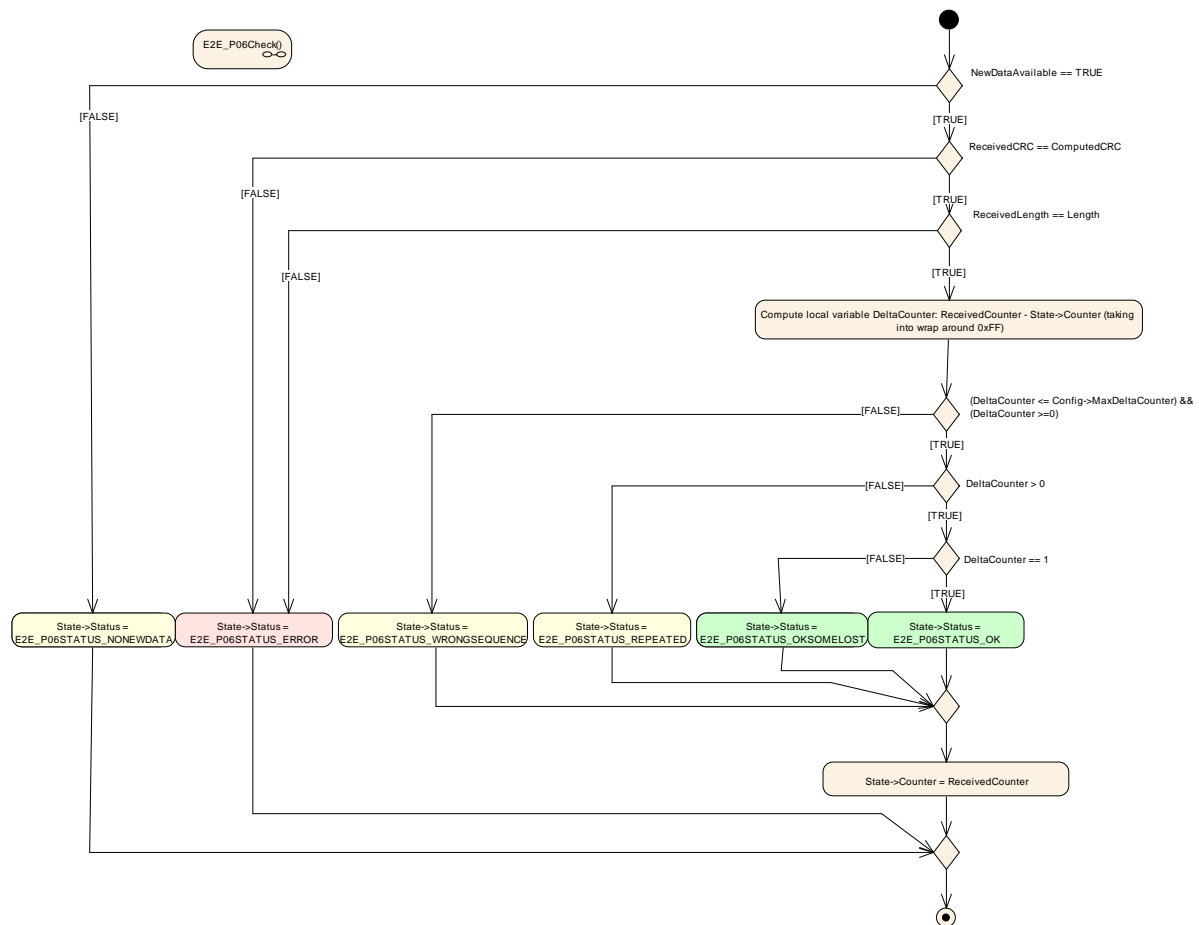 E2E_P06Check()
NewDataAvailable == TRUE
[FALSE]
[TRUE]
ReceivedCRC == ComputedCRC
[FALSE]
[TRUE]
ReceivedLength == Length
[FALSE]
[TRUE]
Compute local variable DeltaCounter: ReceivedCounter - State->Counter (taking
into wrap around 0xFF)
(DeltaCounter <= Config->MaxDeltaCounter) &&
(DeltaCounter >=0)
[FALSE]
[TRUE]
DeltaCounter > 0
[FALSE]
[TRUE]
DeltaCounter == 1
[FALSE]
[TRUE]
State->Status =
E2E_P06STATUS_NONEWDATA
State->Status =
E2E_P06STATUS_ERROR
State->Status =
E2E_P06STATUS_WRONGSEQUENCE
State->Status =
E2E_P06STATUS_REPEATED
State->Status =
E2E_P06STATUS_OKSOMELOST
State->Status =
E2E_P06STATUS_OK
State->Counter = ReceivedCounter